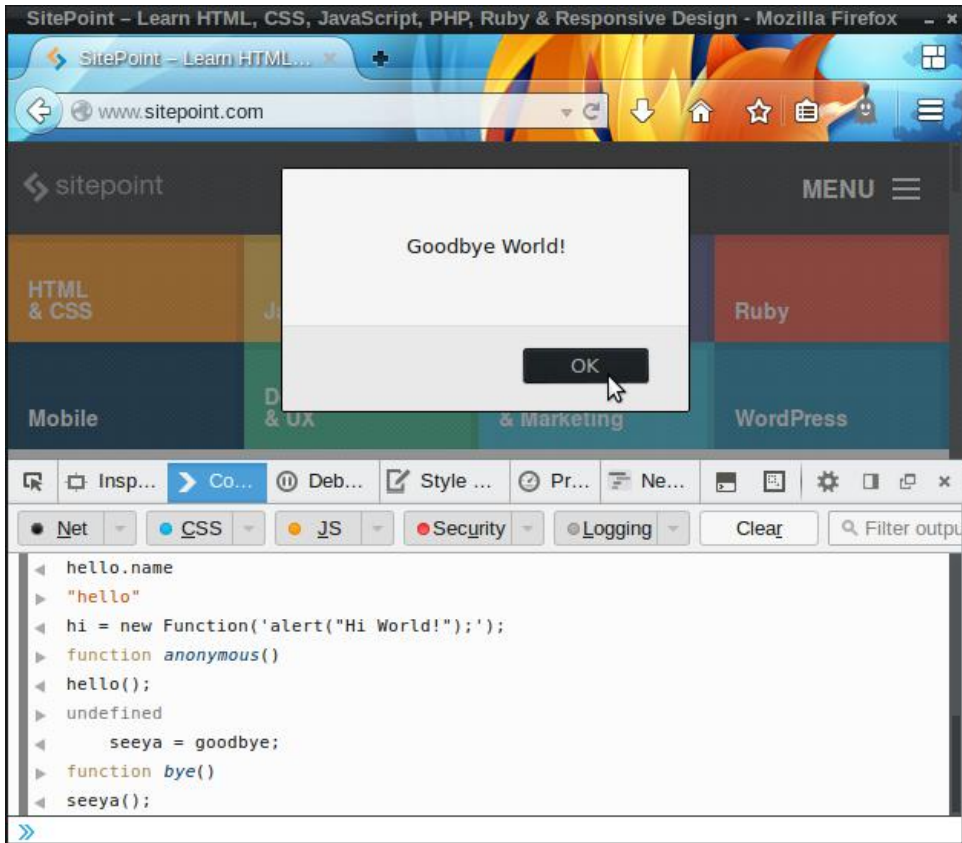 SitePoint – Learn HTML, CSS, JavaScript, PHP, Ruby & Responsive Design - Mozilla Firefox
SitePoint – Learn HTML...
www.sitepoint.com
sitepoint
MENU
Goodbye World!
OK
HTML
& CSS
Ja
Ruby
Mobile
D
& UX
& Marketing
WordPress
Insp... Co... Deb... Style ... Pr... Ne...
Net CSS JS Security Logging Clear Filter outpu
hello.name
"hello"
hi = new Function('alert("Hi World!");');
function anonymous()
hello();
undefined
seeya = goodbye;
function bye()
seeya();